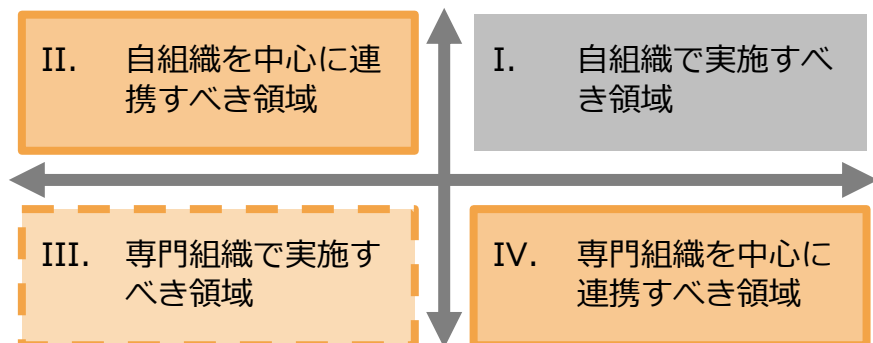 II. 自組織を中心に連
携すべき領域
I. 自組織で実施すべ
き領域
III. 専門組織で実施す
べき領域
IV. 専門組織を中心に
連携すべき領域